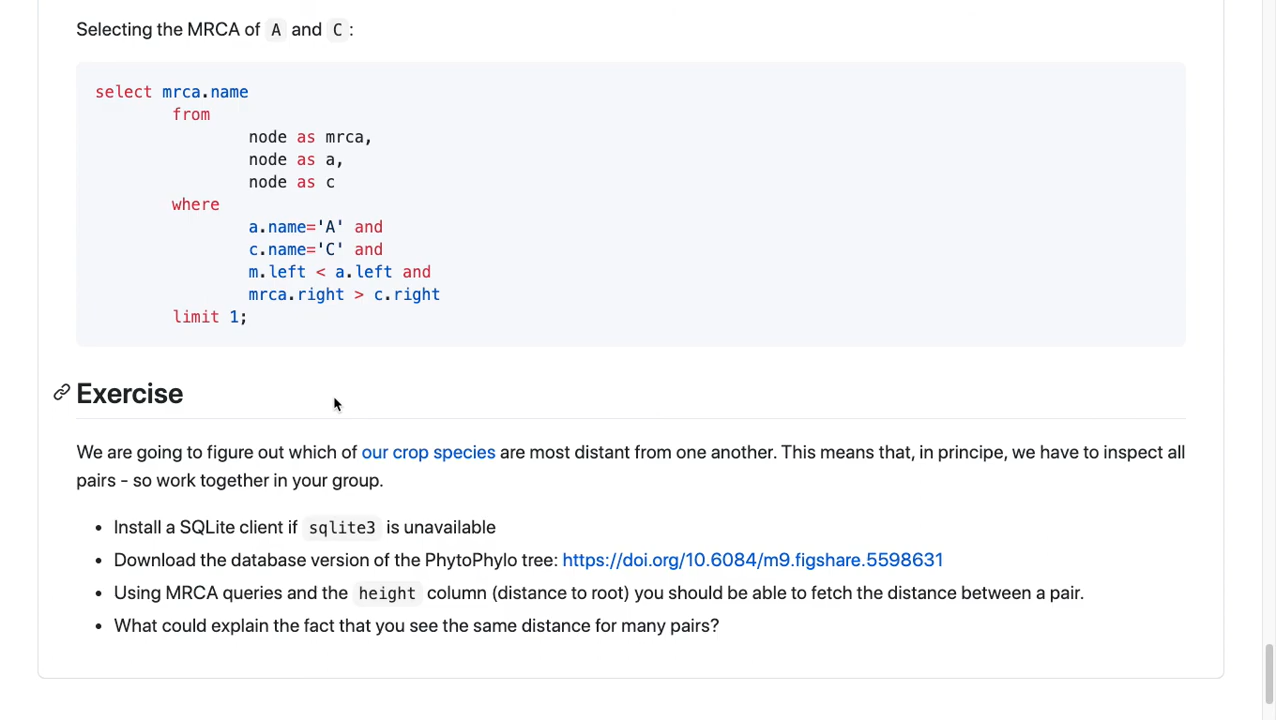 Selecting the MRCA of A and C:
select mrca.name
from
node as mrca,
node as a,
node as c
where
a.name='A' and
c.name='C' and
m.left < a.left and
mrca.right > c.right
limit 1;
Exercise
We are going to figure out which of our crop species are most distant from one another. This means that, in principe, we have to inspect all
pairs - so work together in your group.
• Install a SQLite client if sqlite3 is unavailable
• Download the database version of the PhytoPhylo tree: https://doi.org/10.6084/m9.figshare.5598631
• Using MRCA queries and the height column (distance to root) you should be able to fetch the distance between a pair.
• What could explain the fact that you see the same distance for many pairs?